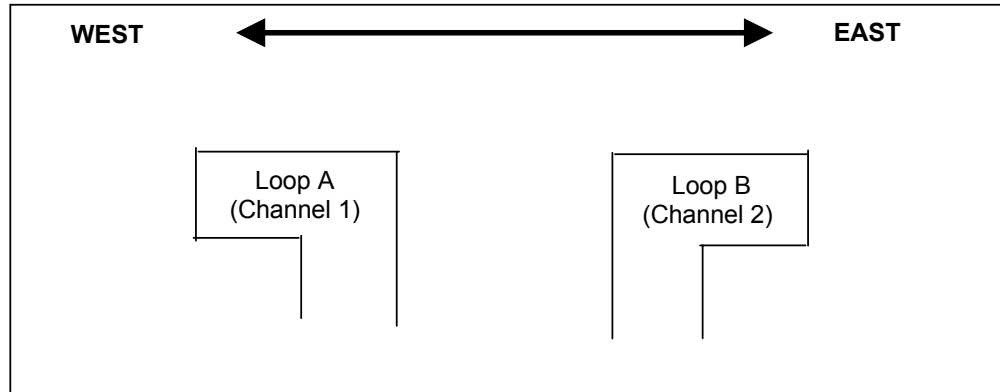 WEST
EAST
Loop A
(Channel 1)
Loop B
(Channel 2)